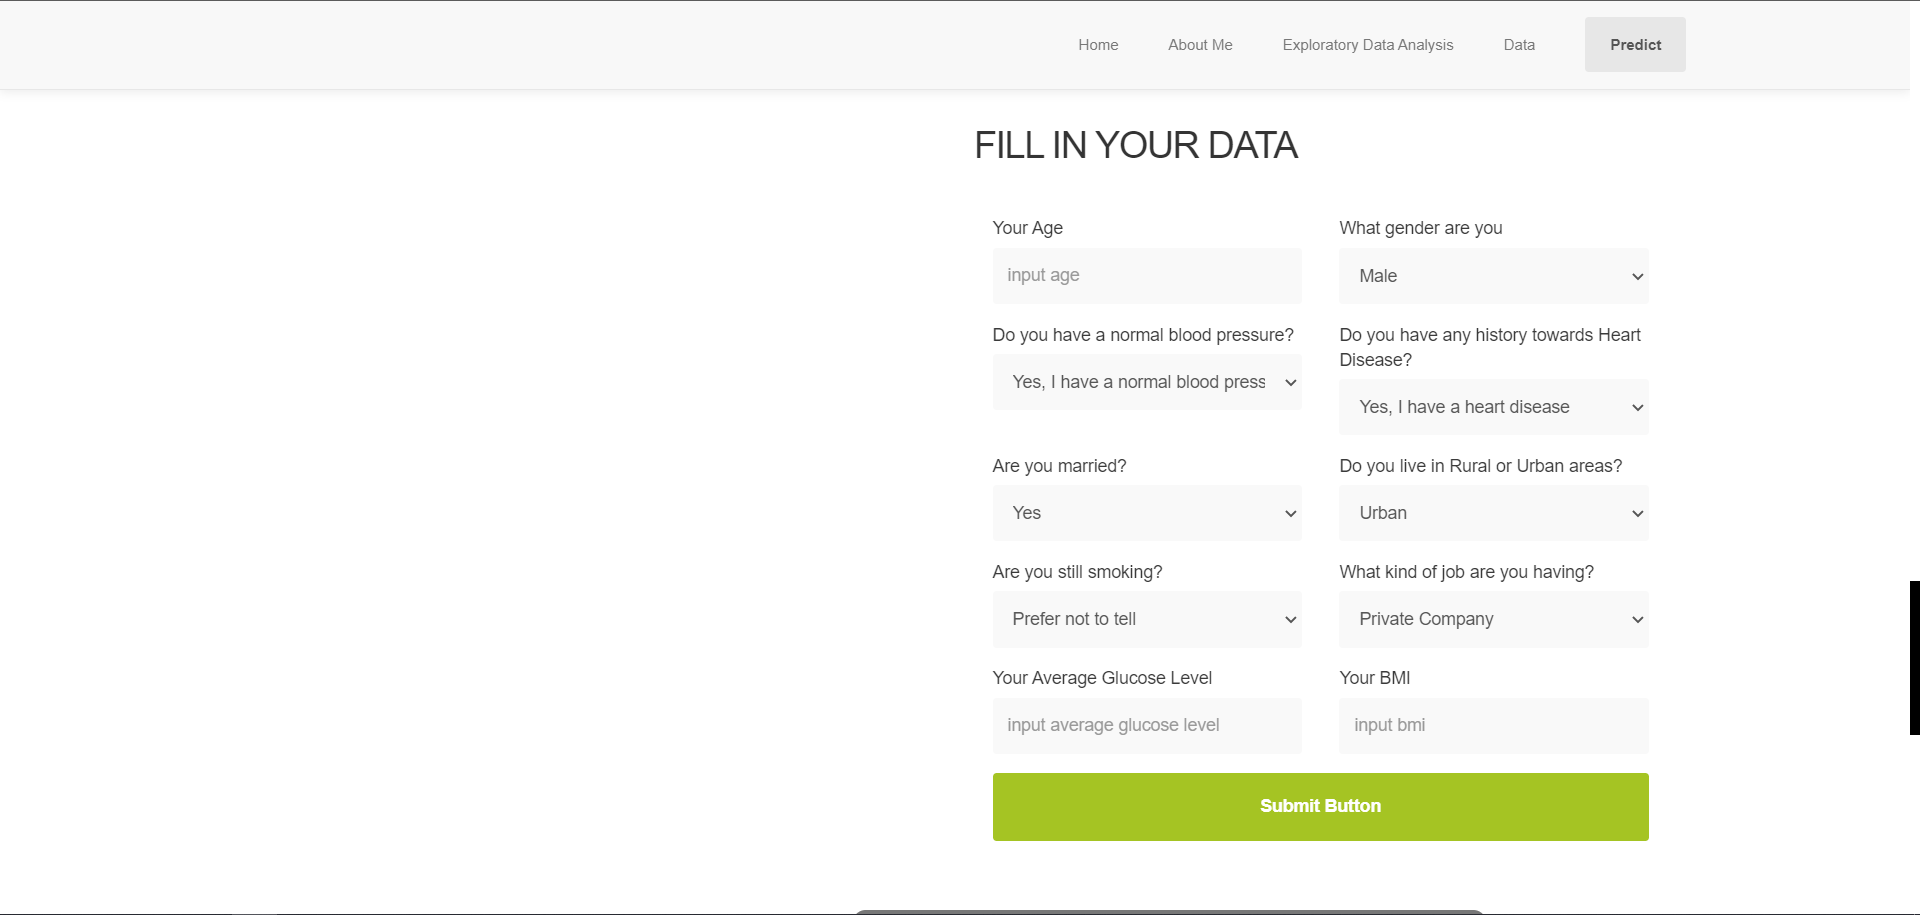 Home
About Me
Exploratory Data Analysis
Data
Predict
FILL IN YOUR DATA
Your Age
input age
What gender are you
Male
Do you have a normal blood pressure?
Yes, I have a normal blood press
Do you have any history towards Heart
Disease?
Yes, I have a heart disease
Are you married?
Yes
Do you live in Rural or Urban areas?
Urban
Are you still smoking?
Prefer not to tell
What kind of job are you having?
Private Company
Your Average Glucose Level
input average glucose level
Your BMI
input bmi
Submit Button